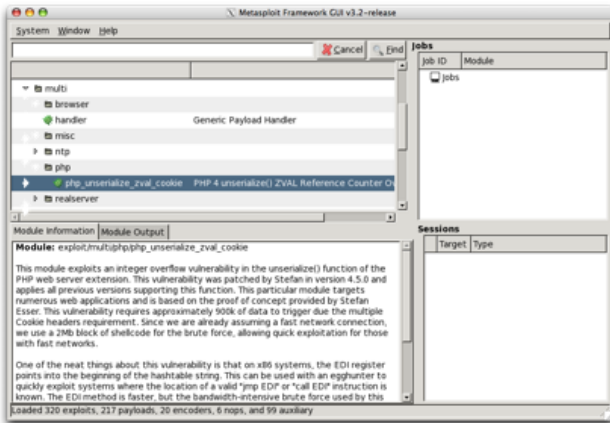 Metasploit Framework GUI v3.2-release
System Window Help
Cancel Find
Jobs
Job ID Module
Jobs
multi
browser
handler Generic Payload Handler
misc
ntp
php
php_unserialize_zval_cookie PHP 4 unserialize() ZVAL Reference Counter O
realserver
Module Information Module Output
Module: exploit/multi/php/php_unserialize_zval_cookie
This module exploits an integer overflow vulnerability in the unserialize() function of the
PHP web server extension. This vulnerability was patched by Stefan in version 4.5.0 and
applies all previous versions supporting this function. This particular module targets
numerous web applications and is based on the proof of concept provided by Stefan
Esser. This vulnerability requires approximately 900k of data to trigger due the multiple
Cookie headers requirement. Since we are already assuming a fast network connection,
we use a 2Mb block of shellcode for the brute force, allowing quick exploitation for those
with fast networks.
One of the neat things about this vulnerability is that on x86 systems, the EDI register
points into the beginning of the hashtable string. This can be used with an egghunter to
quickly exploit systems where the location of a valid "jmp EDI" or "call EDI" instruction is
known. The EDI method is faster, but the bandwidth-intensive brute force used by this
Sessions
Target Type
Loaded 320 exploits, 217 payloads, 20 encoders, 6 nops, and 99 auxiliary